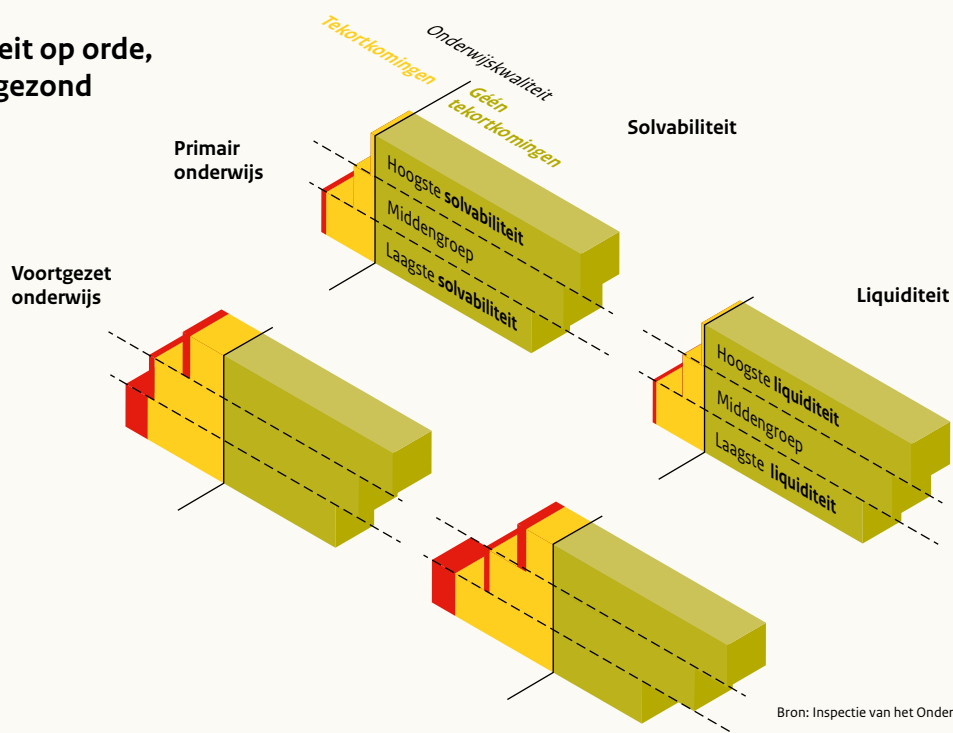 eit op orde,
gezond
Tekortkomingen
Onderwijskwaliteit
Géén
tekortkomingen
Solvabiliteit
Primair
onderwijs
Hoogste solvabiliteit
Middengroep
Laagste solvabiliteit
Voortgezet
onderwijs
Liquiditeit
Hoogste liquiditeit
Middengroep
Laagste liquiditeit
Bron: Inspectie van het Onder